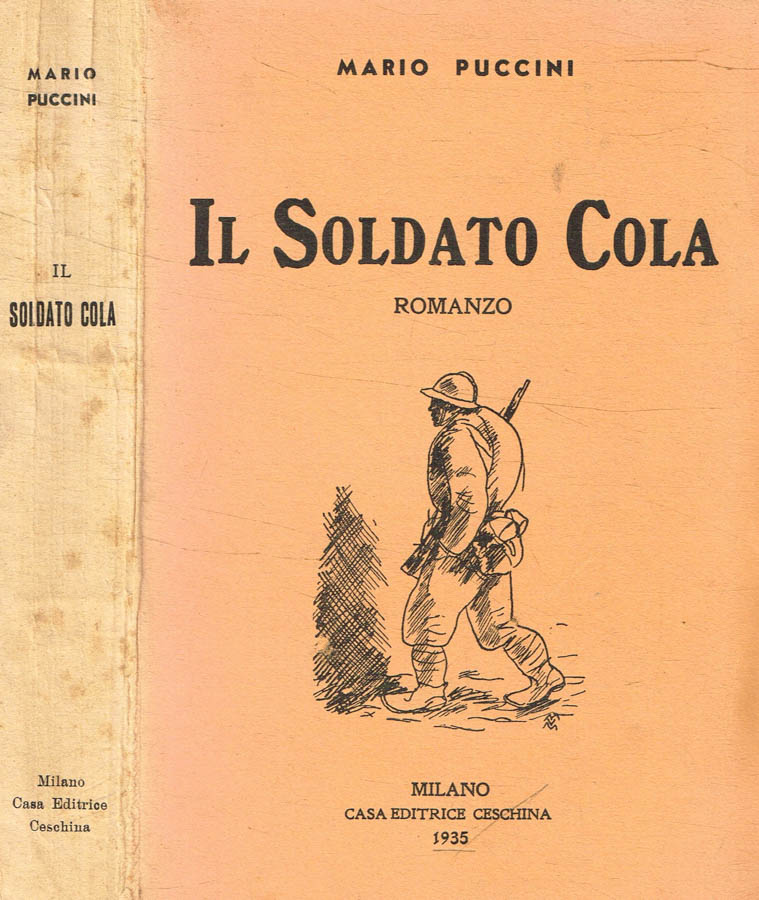 MARIO
PUCCINI
IL
SOLDATO COLA
Milano
Casa Editrice
Ceschina
MARIO PUCCINI
IL SOLDATO COLA
ROMANZO
MILANO
CASA EDITRICE CESCHINA
1935